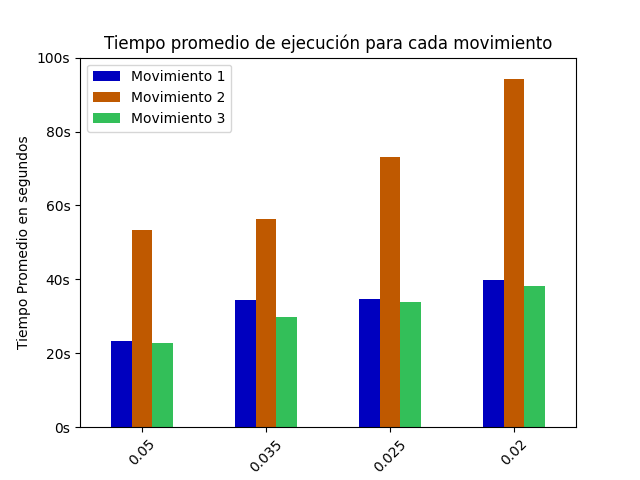 Tiempo promedio de ejecución para cada movimiento
Tiempo Promedio en segundos
100s
80s
60s
40s
20s
0s
Movimiento 1
Movimiento 2
Movimiento 3
0.05
0.035
0.025
0.02